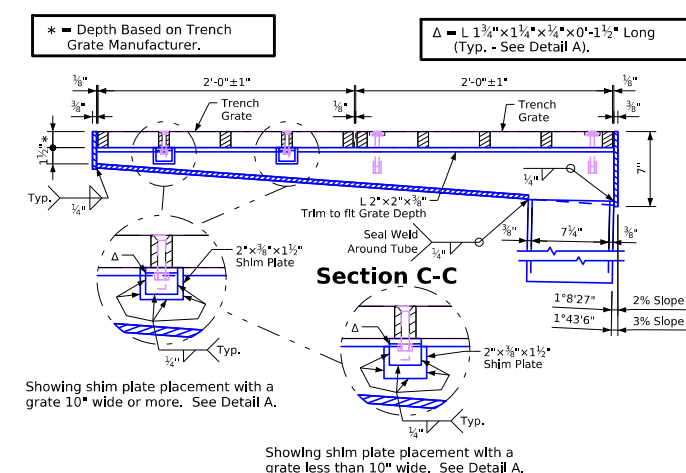 * = Depth Based on Trench
Grate Manufacturer.
Δ = L 1¾"×1¼"×¼"×0'-1½" Long
(Typ. - See Detail A).
⅛"
2'-0"±1"
2'-0"±1"
⅛"
⅜"
Trench
Grate
⅛"
Trench
Grate
⅜"
1½"*
7"
Typ.
¼"
L 2"×2"×⅜"
Trim to fit Grate Depth
¼"
Seal Weld
Around Tube
¼"
⅜"
7¼"
⅜"
Δ
2"×⅜"×1½"
Shim Plate
Section C-C
1°8'27"
2% Slope
1°43'6"
3% Slope
¼"
Typ.
Δ
2"×⅜"×1½"
Shim Plate
Showing shim plate placement with a
grate 10" wide or more. See Detail A.
¼"
Typ.
Showing shim plate placement with a
grate less than 10" wide. See Detail A.